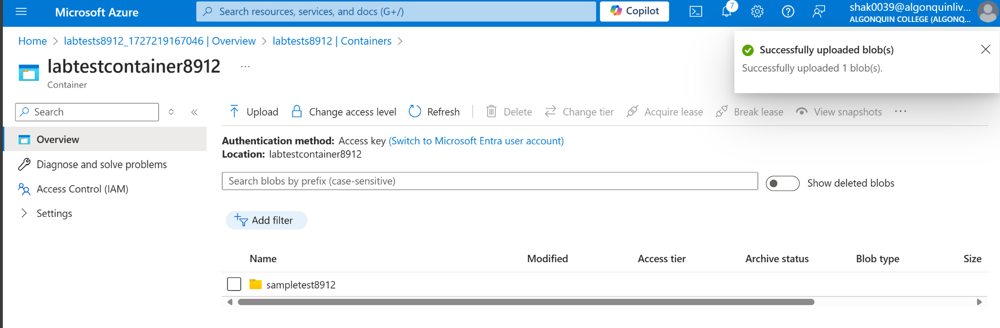 Microsoft Azure
Search resources, services, and docs (G+/)
Copilot
7
shak0039@algonquinliv...
ALGONQUIN COLLEGE (ALGONQ...
Home > labtests8912_1727219167046 | Overview > labtests8912 | Containers >
Successfully uploaded blob(s)
Successfully uploaded 1 blob(s).
labtestcontainer8912 ...
Container
Search
Upload Change access level Refresh Delete Change tier Acquire lease Break lease View snapshots ...
Overview
Diagnose and solve problems
Access Control (IAM)
Settings
Authentication method: Access key (Switch to Microsoft Entra user account)
Location: labtestcontainer8912
Search blobs by prefix (case-sensitive)
Show deleted blobs
Add filter
Name Modified Access tier Archive status Blob type Size
sampletest8912